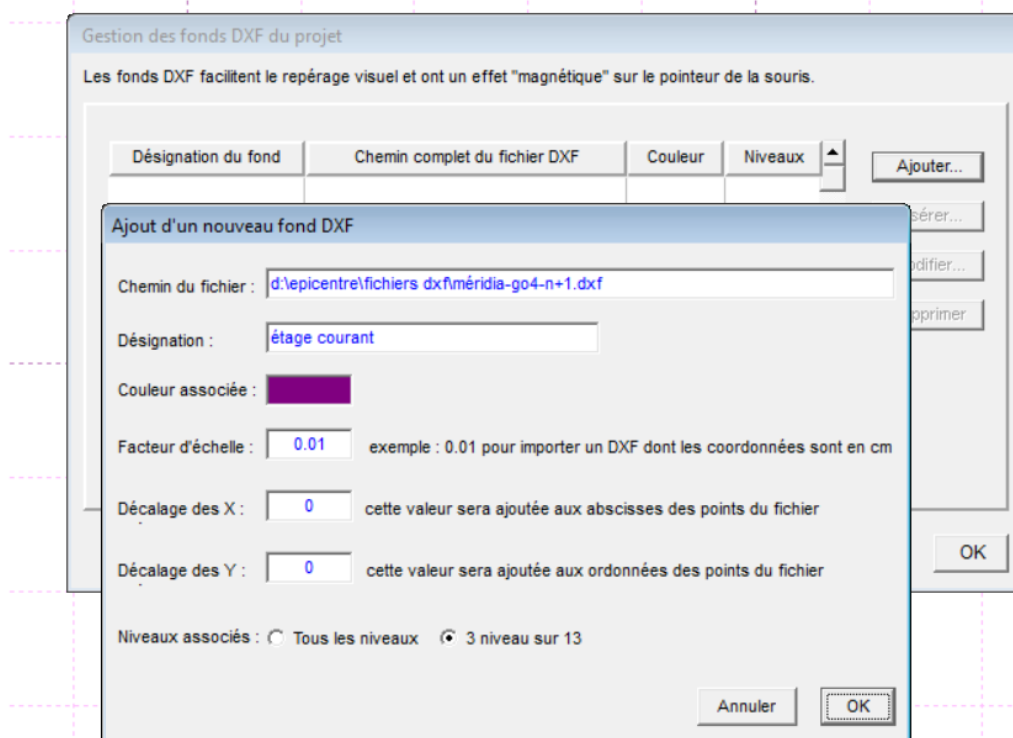 Gestion des fonds DXF du projet
Les fonds DXF facilitent le repérage visuel et ont un effet "magnétique" sur le pointeur de la souris.
Désignation du fond Chemin complet du fichier DXF Couleur Niveaux
Ajouter...
sérer...
odifier...
pprimer
OK
Ajout d'un nouveau fond DXF
Chemin du fichier : d:\epicentre\fichiers dxf\méridia-go4-n+1.dxf
Désignation : étage courant
Couleur associée :
Facteur d'échelle : 0.01 exemple : 0.01 pour importer un DXF dont les coordonnées sont en cm
Décalage des X : 0 cette valeur sera ajoutée aux abscisses des points du fichier
Décalage des Y : 0 cette valeur sera ajoutée aux ordonnées des points du fichier
Niveaux associés : Tous les niveaux 3 niveau sur 13
Annuler OK